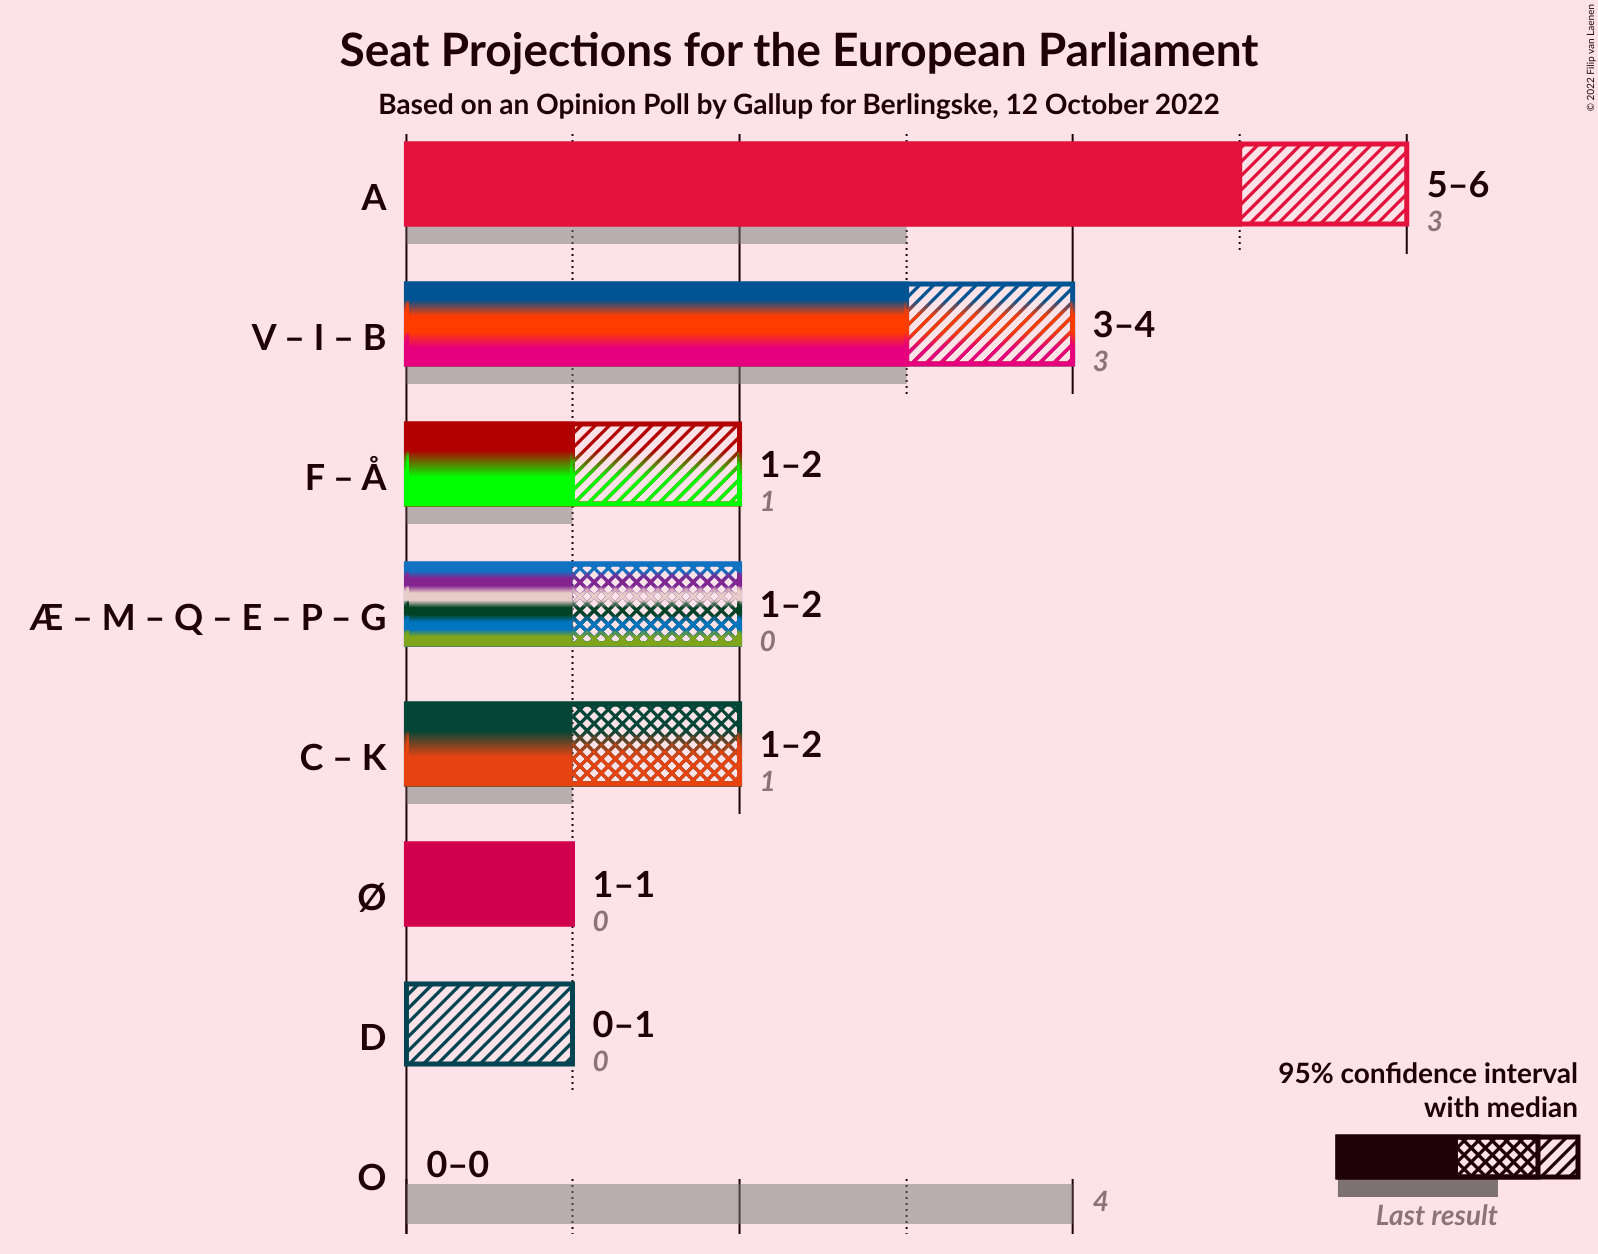 Seat Projections for the European Parliament
Based on an Opinion Poll by Gallup for Berlingske, 12 October 2022
© 2022 Filip van Laenen
A
5–6
3
V – I – B
3–4
3
F – Å
1–2
1
Æ – M – Q – E – P – G
1–2
0
C – K
1–2
1
Ø
1–1
0
D
0–1
0
O
0–0
4
95% confidence interval
with median
Last result